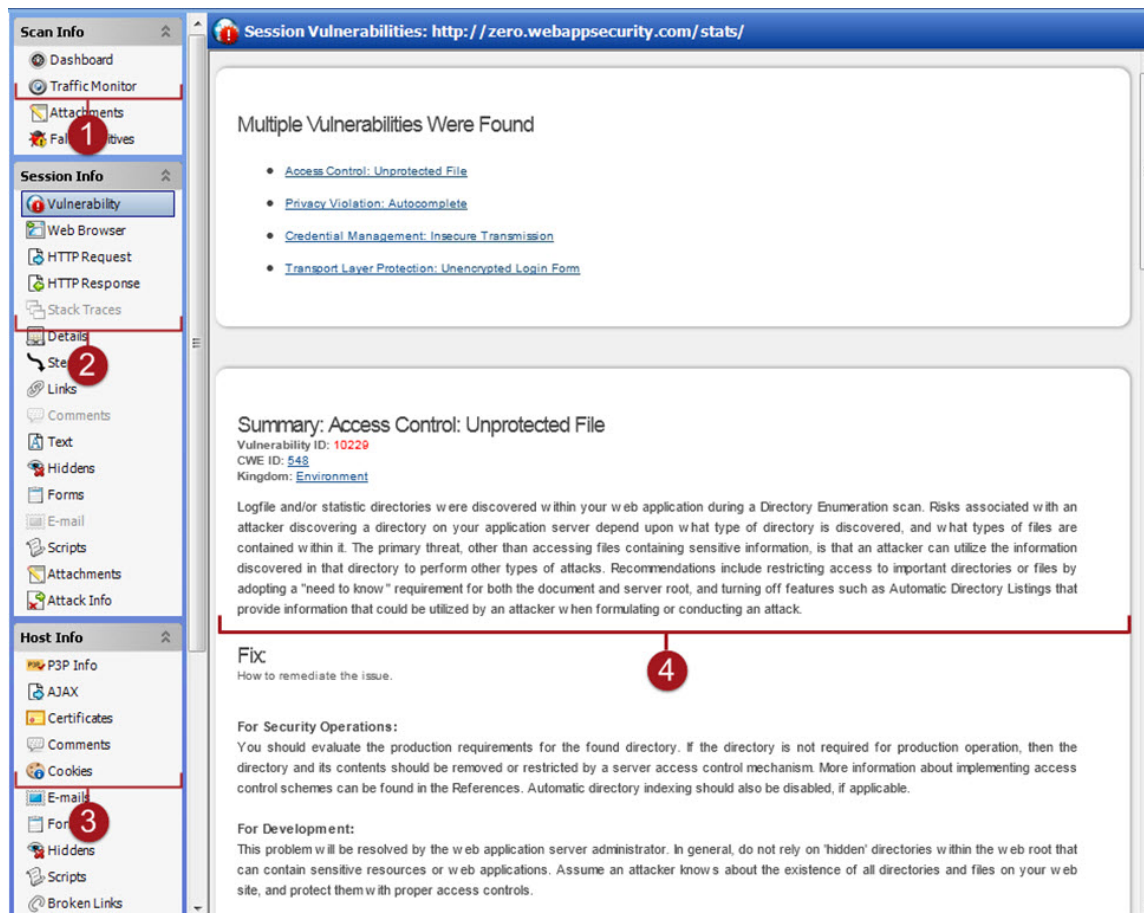 Scan Info
Dashboard
Traffic Monitor
Attachments
1
Session Info
Vulnerability
Web Browser
HTTP Request
HTTP Response
Stack Traces
Details
2
Links
Comments
Text
Hiddens
Forms
E-mail
Scripts
Attachments
Attack Info
Host Info
P3P Info
AJAX
Certificates
Comments
Cookies
E-mails
3
Hiddens
Scripts
Broken Links
Session Vulnerabilities: http://zero.webappsecurity.com/stats/
Multiple Vulnerabilities Were Found
Access Control: Unprotected File
Privacy Violation: Autocomplete
Credential Management: Insecure Transmission
Transport Layer Protection: Unencrypted Login Form
Summary: Access Control: Unprotected File
Vulnerability ID: 10229
CWE ID: 548
Kingdom: Environment
Logfile and/or statistic directories were discovered within your web application during a Directory Enumeration scan. Risks associated with an
attacker discovering a directory on your application server depend upon what type of directory is discovered, and what types of files are
contained within it. The primary threat, other than accessing files containing sensitive information, is that an attacker can utilize the information
discovered in that directory to perform other types of attacks. Recommendations include restricting access to important directories or files by
adopting a "need to know" requirement for both the document and server root, and turning off features such as Automatic Directory Listings that
provide information that could be utilized by an attacker when formulating or conducting an attack.
4
Fix:
How to remediate the issue.
For Security Operations:
You should evaluate the production requirements for the found directory. If the directory is not required for production operation, then the
directory and its contents should be removed or restricted by a server access control mechanism. More information about implementing access
control schemes can be found in the References. Automatic directory indexing should also be disabled, if applicable.
For Development:
This problem will be resolved by the web application server administrator. In general, do not rely on 'hidden' directories within the web root that
can contain sensitive resources or web applications. Assume an attacker knows about the existence of all directories and files on your web
site, and protect them with proper access controls.